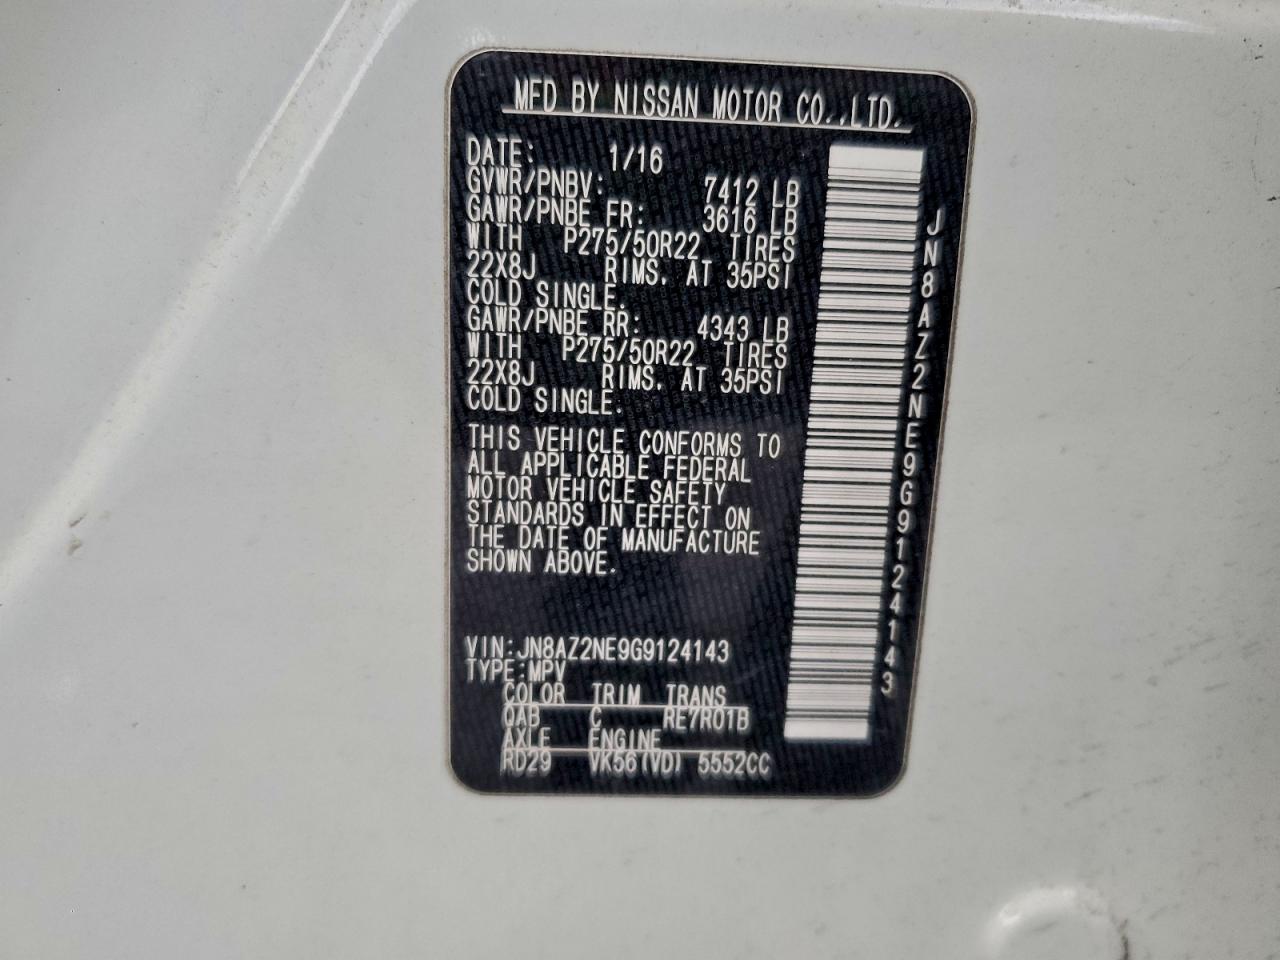 MFD BY NISSAN MOTOR CO.,LTD.
DATE: 1/16
GVWR/PNBV: 7412 LB
GAWR/PNBE FR: 3616 LB
WITH P275/50R22 TIRES
22X8J RIMS, AT 35PSI
COLD SINGLE.
GAWR/PNBE RR: 4343 LB
WITH P275/50R22 TIRES
22X8J RIMS, AT 35PSI
COLD SINGLE.
THIS VEHICLE CONFORMS TO
ALL APPLICABLE FEDERAL
MOTOR VEHICLE SAFETY
STANDARDS IN EFFECT ON
THE DATE OF MANUFACTURE
SHOWN ABOVE.
VIN:JN8AZ2NE9G9124143
TYPE:MPV
COLOR TRIM TRANS
QAB C RE7R01B
AXLE ENGINE
RD29 VK56(VD) 5552CC
JN8AZ2NE9G9124143